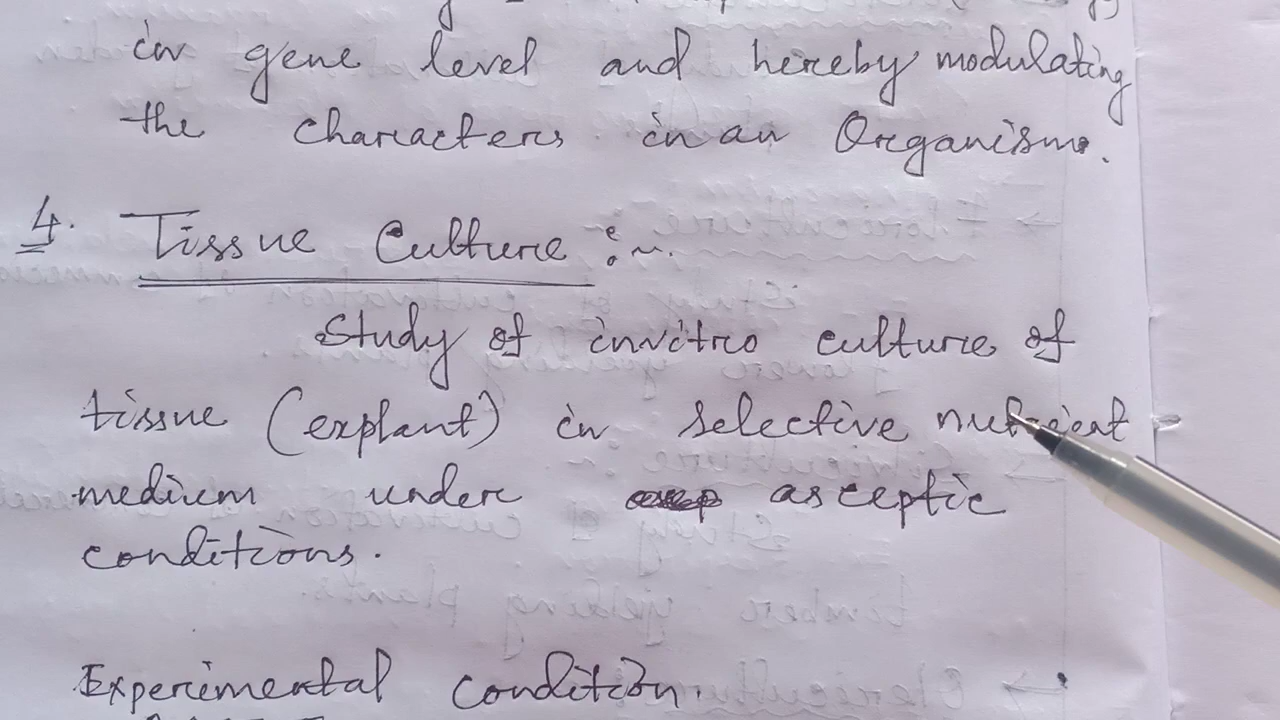 in gene level and hereby modulating
the characters in an Organism.
4. Tissue Culture :~
Study of invitro culture of
tissue (explant) in selective nutrient
medium under asceptic
conditions.
Experimental condition.